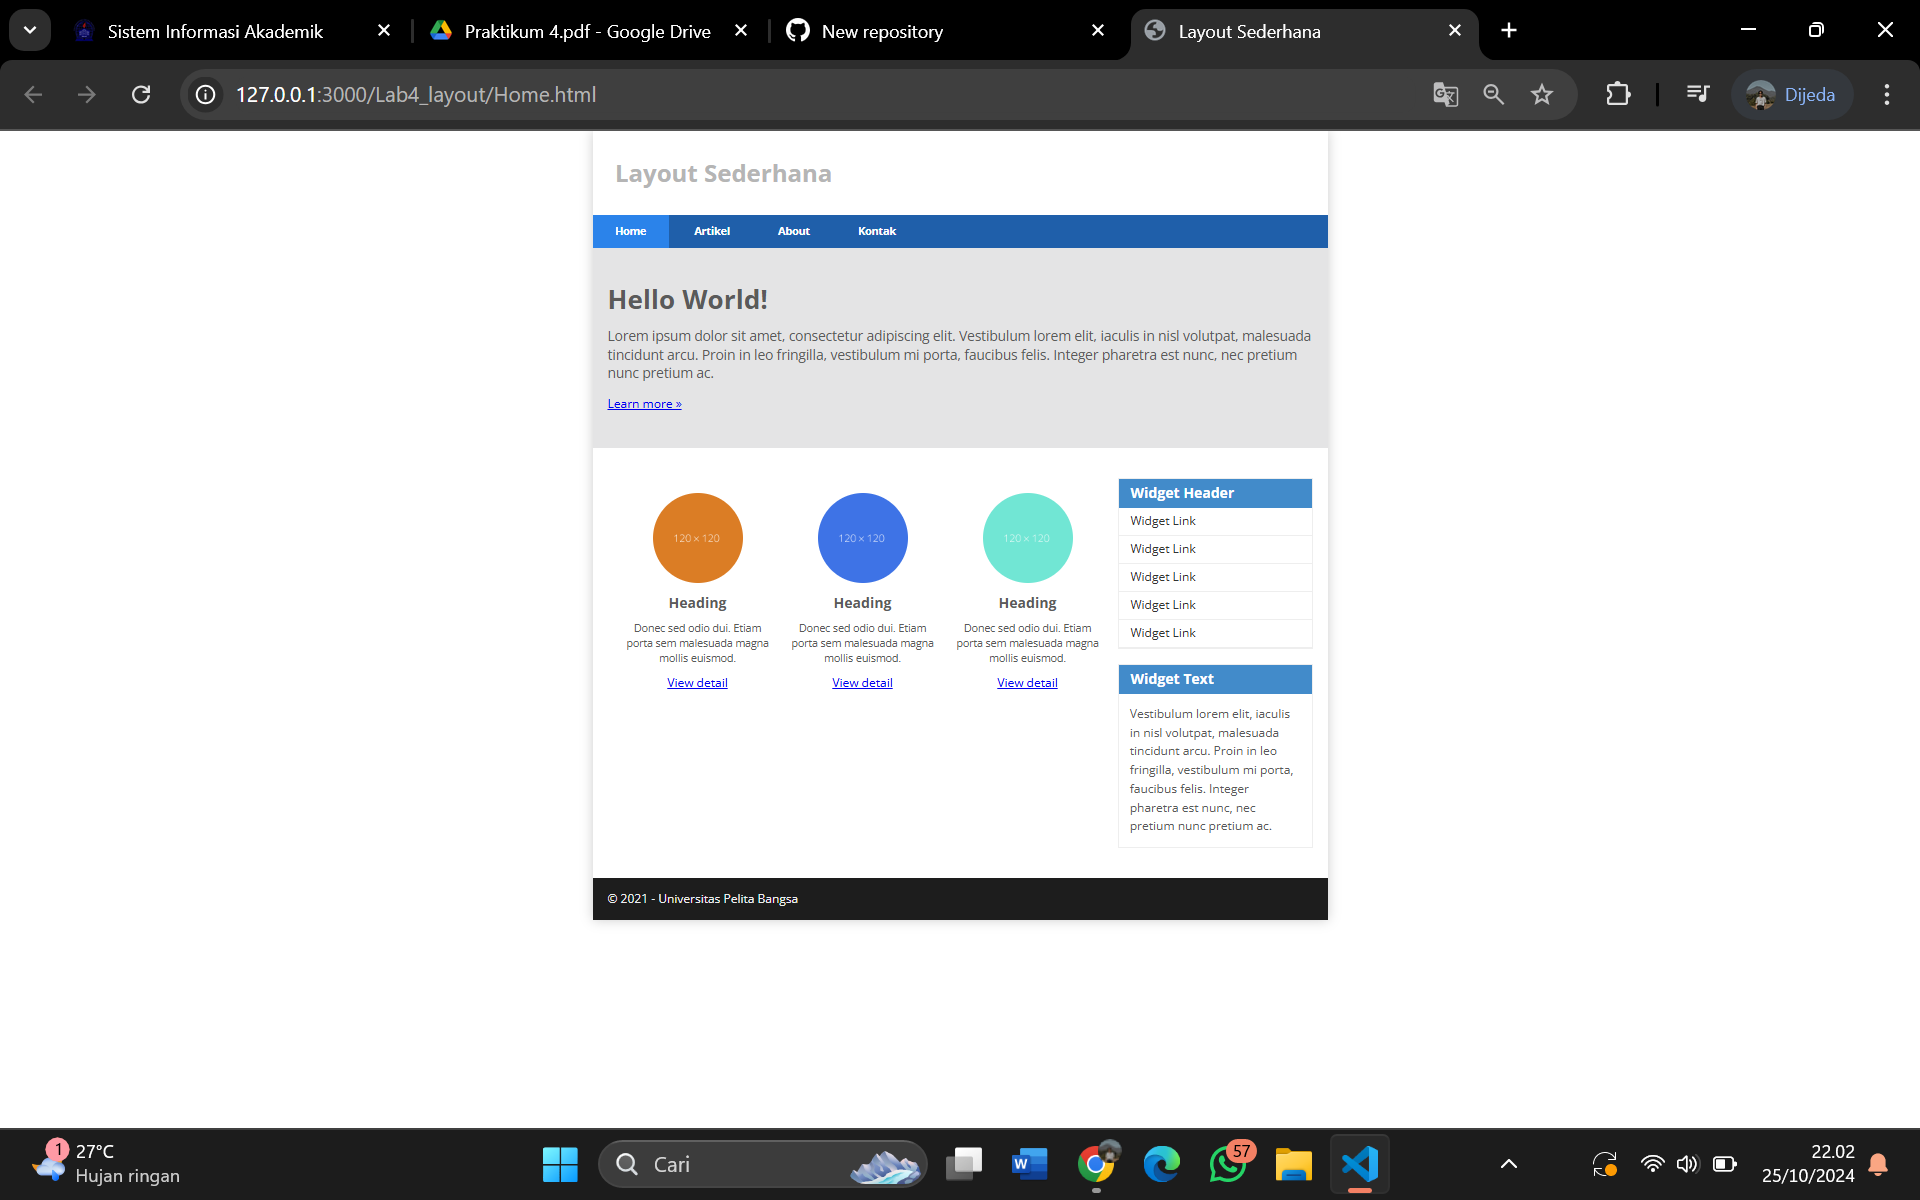 Sistem Informasi Akademik
Praktikum 4.pdf - Google Drive
New repository
Layout Sederhana
127.0.0.1:3000/Lab4_layout/Home.html
Dijeda
Layout Sederhana
Home Artikel About Kontak
Hello World!
Lorem ipsum dolor sit amet, consectetur adipiscing elit. Vestibulum lorem elit, iaculis in nisl volutpat, malesuada
tincidunt arcu. Proin in leo fringilla, vestibulum mi porta, faucibus felis. Integer pharetra est nunc, nec pretium
nunc pretium ac.
Learn more »
120 × 120
Heading
Donec sed odio dui. Etiam
porta sem malesuada magna
mollis euismod.
View detail
120 × 120
Heading
Donec sed odio dui. Etiam
porta sem malesuada magna
mollis euismod.
View detail
120 × 120
Heading
Donec sed odio dui. Etiam
porta sem malesuada magna
mollis euismod.
View detail
Widget Header
Widget Link
Widget Link
Widget Link
Widget Link
Widget Link
Widget Text
Vestibulum lorem elit, iaculis
in nisl volutpat, malesuada
tincidunt arcu. Proin in leo
fringilla, vestibulum mi porta,
faucibus felis. Integer
pharetra est nunc, nec
pretium nunc pretium ac.
© 2021 - Universitas Pelita Bangsa
1
27°C
Hujan ringan
Cari
W
57
22.02
25/10/2024